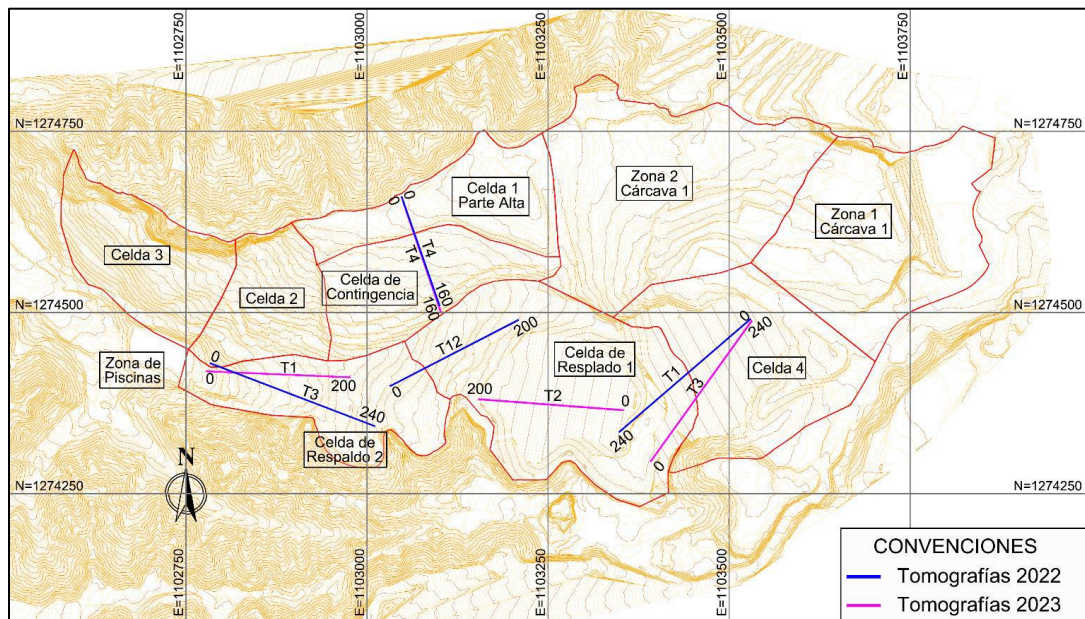 E=1102750
E=1103000
E=1103250
E=1103500
E=1103750
N=1274750
N=1274750
Celda 1
Parte Alta
Zona 2
Cárcava 1
Zona 1
Cárcava 1
Celda 3
Celda 2
Celda de
Contingencia
0
0
T4
T4
160
160
N=1274500
N=1274500
Zona de
Piscinas
0
0
T1
200
T3
240
T12
0
200
Celda de
Resplado 1
200
T2
0
0
240
T1
T3
240
0
Celda 4
Celda de
Respaldo 2
N
N=1274250
N=1274250
E=1102750
E=1103000
E=1103250
E=1103500
CONVENCIONES
Tomografías 2022
Tomografías 2023